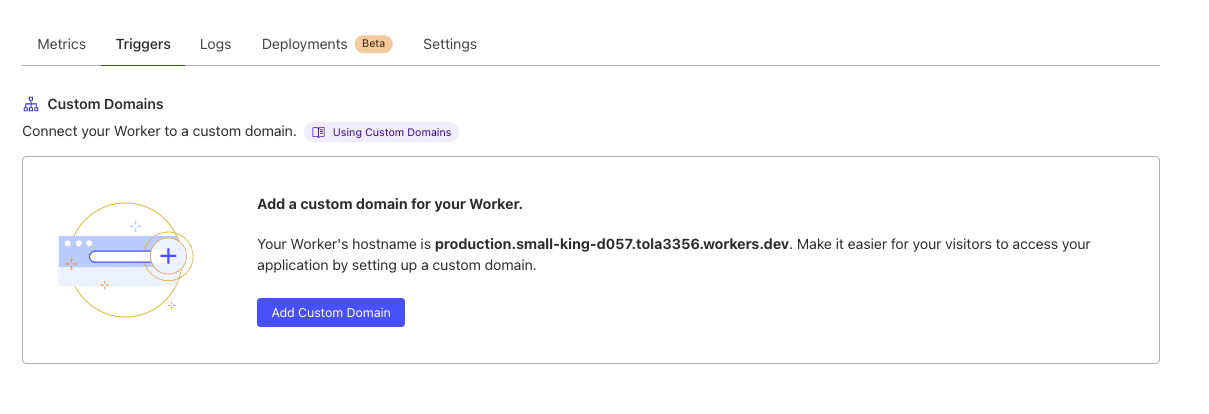 Metrics Triggers Logs Deployments Beta Settings
Custom Domains
Connect your Worker to a custom domain. Using Custom Domains
Add a custom domain for your Worker.
Your Worker's hostname is production.small-king-d057.tola3356.workers.dev. Make it easier for your visitors to access your
application by setting up a custom domain.
Add Custom Domain